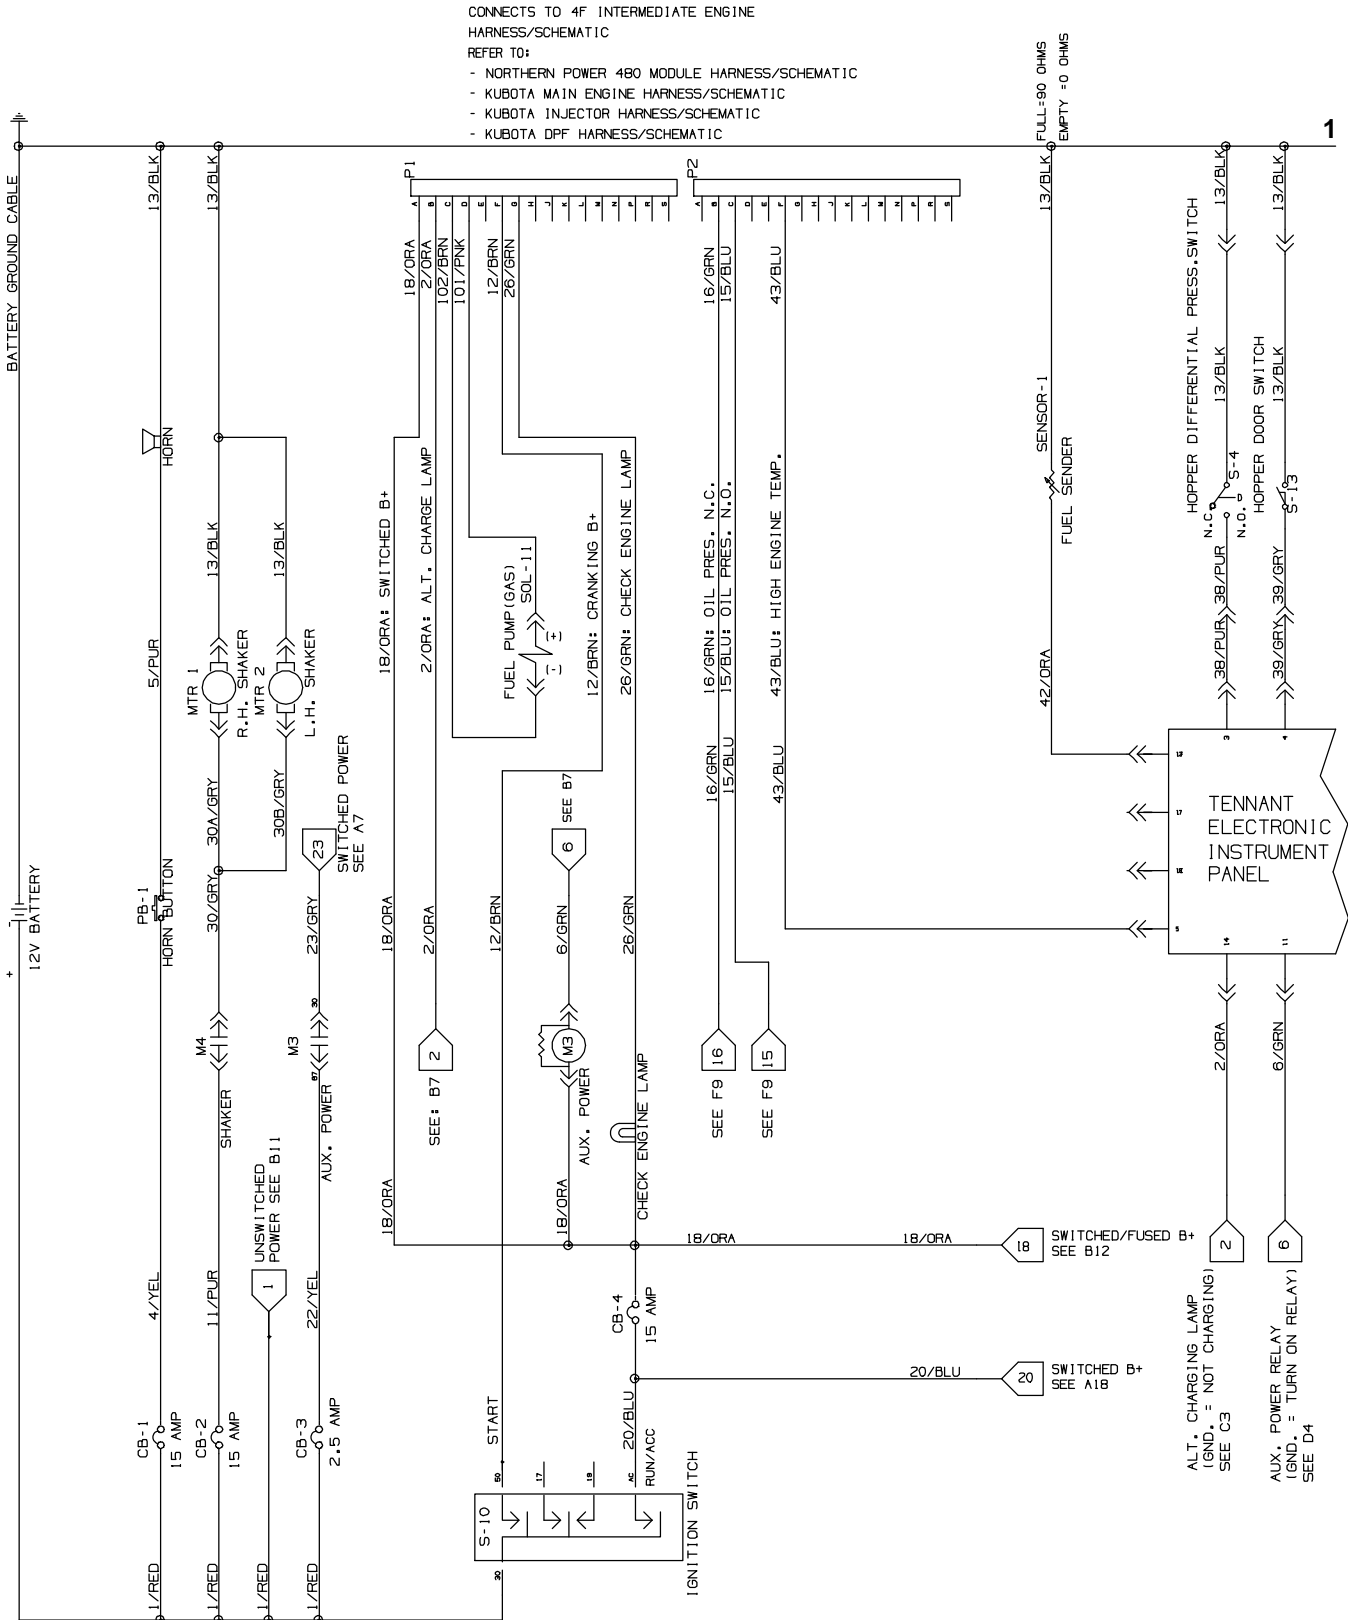 CONNECTS TO 4F INTERMEDIATE ENGINE
HARNESS/SCHEMATIC
REFER TO:
- NORTHERN POWER 480 MODULE HARNESS/SCHEMATIC
- KUBOTA MAIN ENGINE HARNESS/SCHEMATIC
- KUBOTA INJECTOR HARNESS/SCHEMATIC
- KUBOTA DPF HARNESS/SCHEMATIC
FULL=90 OHMS
EMPTY =0 OHMS
1
BATTERY GROUND CABLE
13/BLK
13/BLK
P1
A B C D E F G H J K L M N P R S
P2
A B C D E F G H J K L M N P R S
13/BLK
13/BLK
13/BLK
18/ORA
2/ORA
102/BRN
101/PNK
12/BRN
26/GRN
16/GRN
15/BLU
43/BLU
HORN
HOPPER DIFFERENTIAL PRESS.SWITCH
13/BLK
HOPPER DOOR SWITCH
13/BLK
SENSOR-1
FUEL SENDER
N.C.
N.O.
S-4
S-13
13/BLK
13/BLK
18/ORA: SWITCHED B+
2/ORA: ALT. CHARGE LAMP
FUEL PUMP(GAS)
SOL-11
(+)
(-)
12/BRN: CRANKING B+
26/GRN: CHECK ENGINE LAMP
16/GRN: OIL PRES. N.C.
15/BLU: OIL PRES. N.O.
43/BLU: HIGH ENGINE TEMP.
5/PUR
MTR 1
R.H. SHAKER
MTR 2
L.H. SHAKER
42/ORA
38/PUR
38/PUR
39/GRY
39/GRY
30A/GRY
30B/GRY
23
SWITCHED POWER
SEE A7
6
SEE B7
16/GRN
15/BLU
43/BLU
3
4
13
17
18
5
14
11
TENNANT
ELECTRONIC
INSTRUMENT
PANEL
-
+
12V BATTERY
PB-1
HORN BUTTON
30/GRY
23/GRY
18/ORA
2/ORA
12/BRN
6/GRN
26/GRN
M4
SHAKER
30
M3
87
AUX. POWER
2
SEE: B7
M3
AUX. POWER
CHECK ENGINE LAMP
16
SEE F9
15
SEE F9
2/ORA
6/GRN
UNSWITCHED
POWER SEE B11
1
18/ORA
18/ORA
18/ORA
18/ORA
18
SWITCHED/FUSED B+
SEE B12
2
6
4/YEL
11/PUR
22/YEL
CB-4
15 AMP
20/BLU
20
SWITCHED B+
SEE A18
ALT. CHARGING LAMP
(GND. = NOT CHARGING)
SEE C3
AUX. POWER RELAY
(GND. = TURN ON RELAY)
SEE D4
CB-1
15 AMP
CB-2
15 AMP
CB-3
2.5 AMP
START
20/BLU
RUN/ACC
50
17
19
AC
S-10
30
IGNITION SWITCH
1/RED
1/RED
1/RED
1/RED